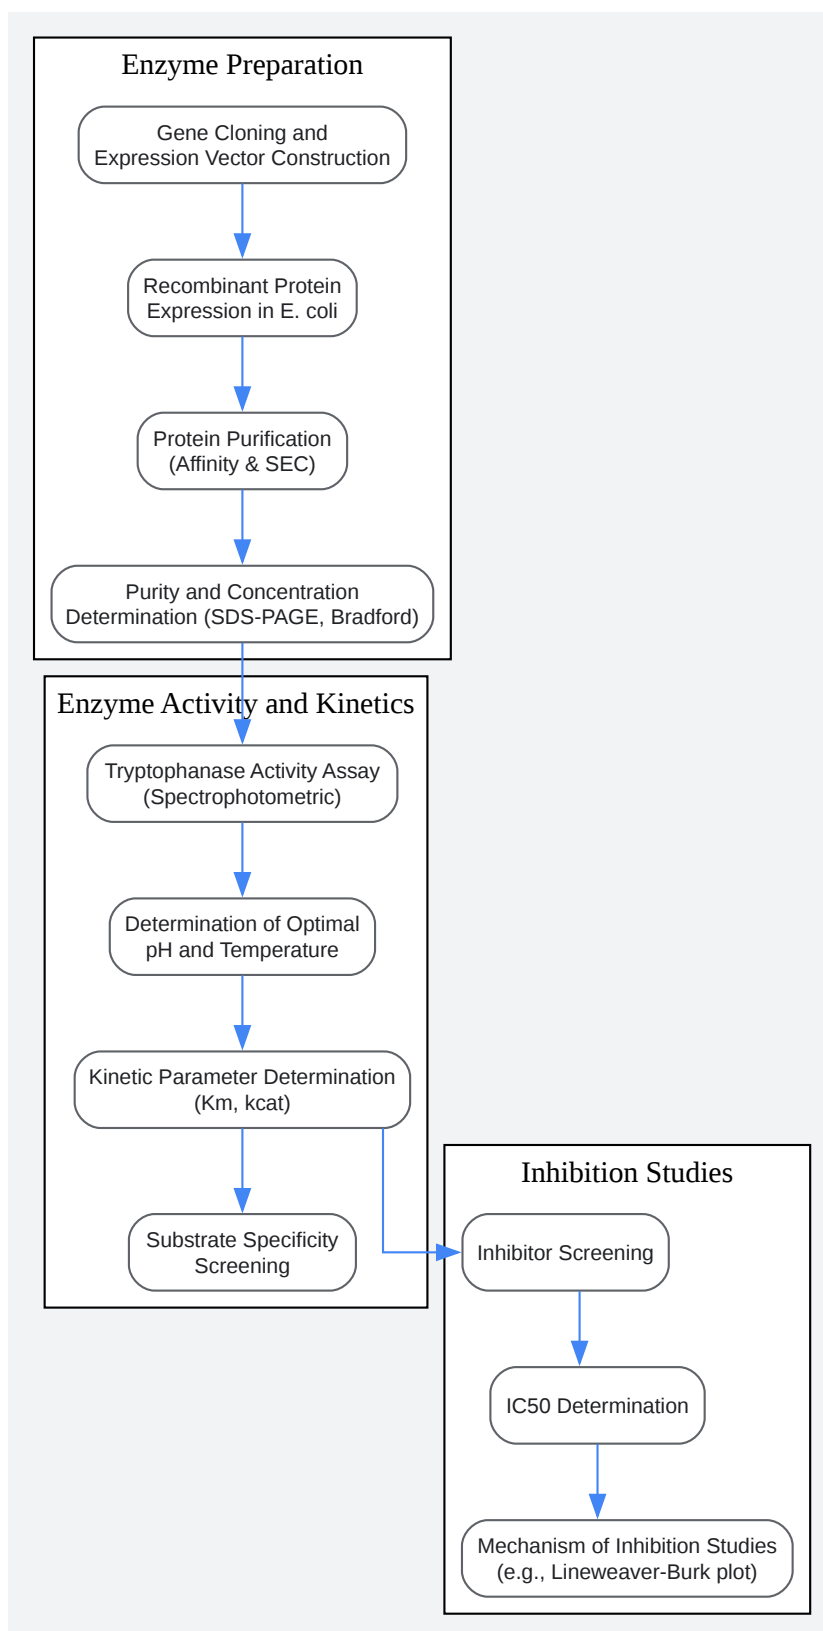 Enzyme Preparation
Gene Cloning and
Expression Vector Construction
Recombinant Protein
Expression in E. coli
Protein Purification
(Affinity & SEC)
Purity and Concentration
Determination (SDS-PAGE, Bradford)
Enzyme Activity and Kinetics
Tryptophanase Activity Assay
(Spectrophotometric)
Determination of Optimal
pH and Temperature
Kinetic Parameter Determination
(Km, kcat)
Substrate Specificity
Screening
Inhibition Studies
Inhibitor Screening
IC50 Determination
Mechanism of Inhibition Studies
(e.g., Lineweaver-Burk plot)